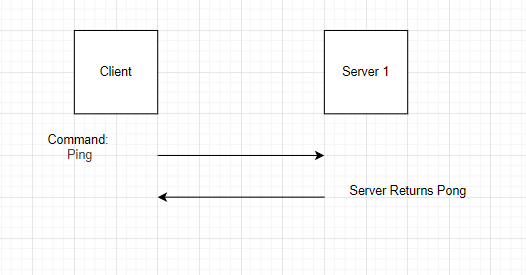 Client
Server 1
Command:
Ping
Server Returns Pong